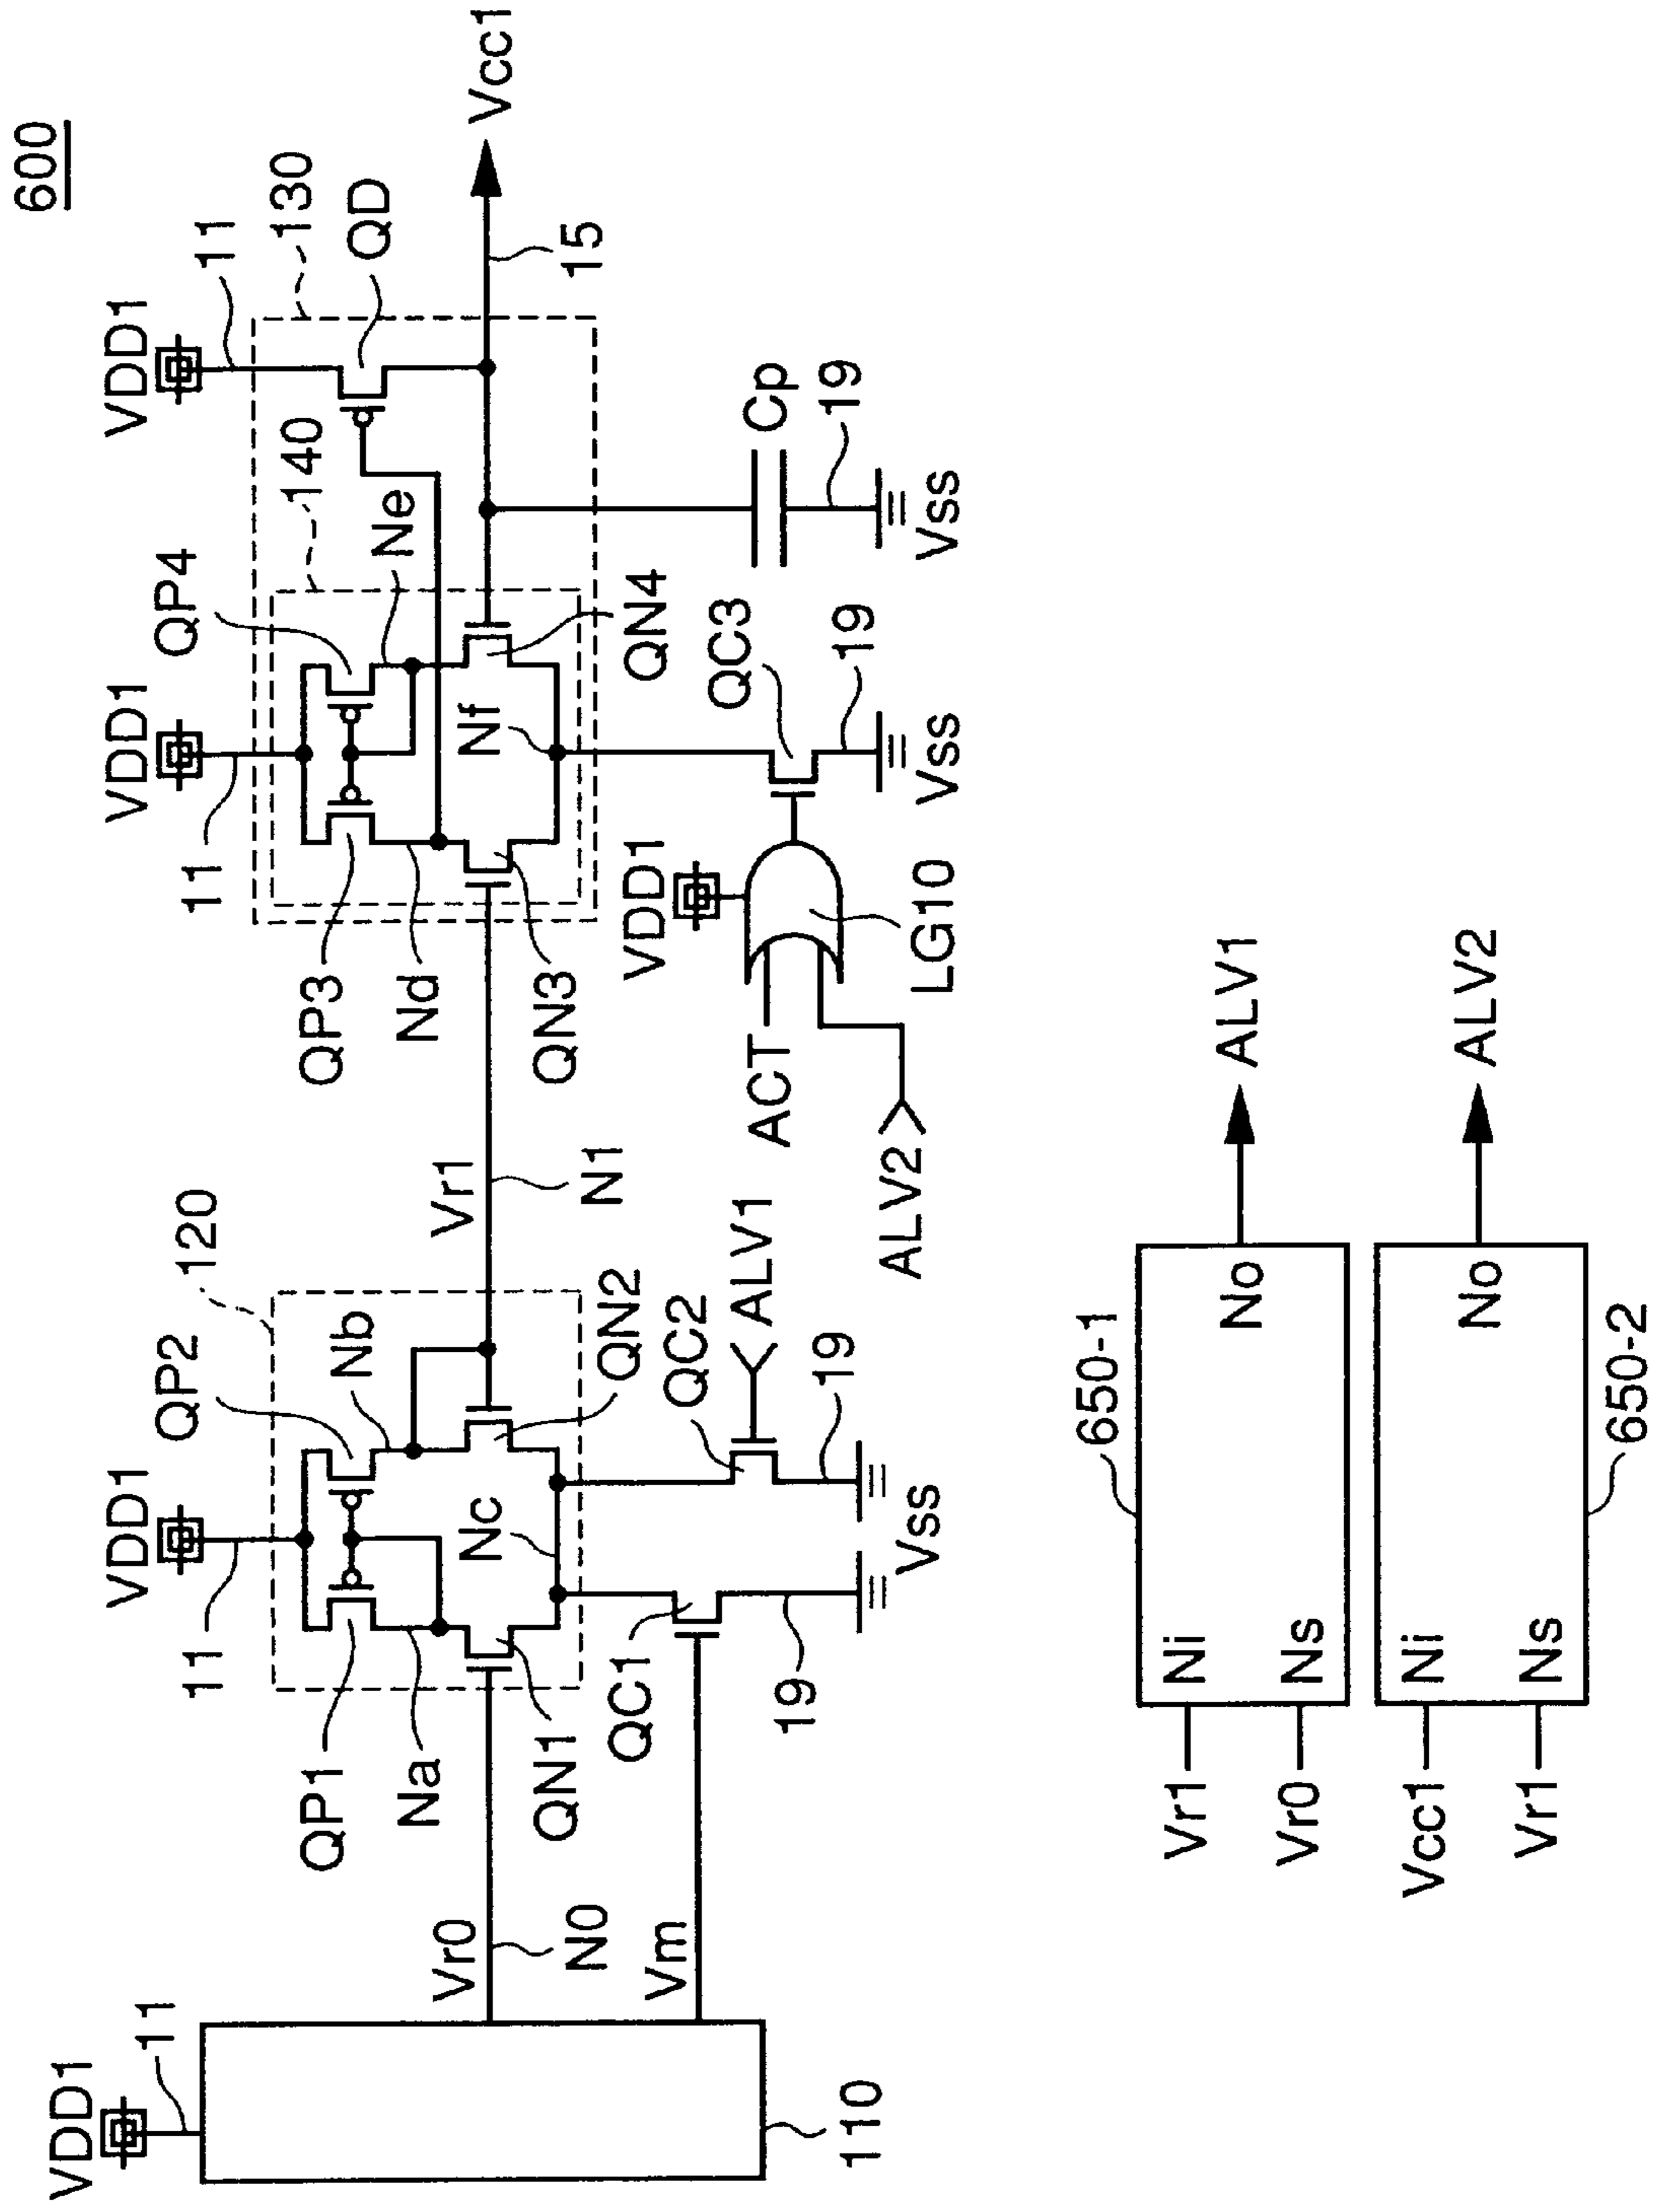 600
VDD1
11
110
Vr0
N0
Vm
VDD1
11
120
QP1
QP2
Na
Nb
Nc
QN1
QN2
QC1
QC2
ALV1
19
19
Vss
Vr1
N1
VDD1
11
140
130
QP3
QP4
Nd
Ne
Nf
QN3
QN4
VDD1
11
QD
15
Vcc1
VDD1
ACT
ALV2
LG10
QC3
19
Vss
Cp
19
Vss
650-1
Vr1
Ni
Vr0
Ns
No
ALV1
650-2
Vcc1
Ni
Vr1
Ns
No
ALV2